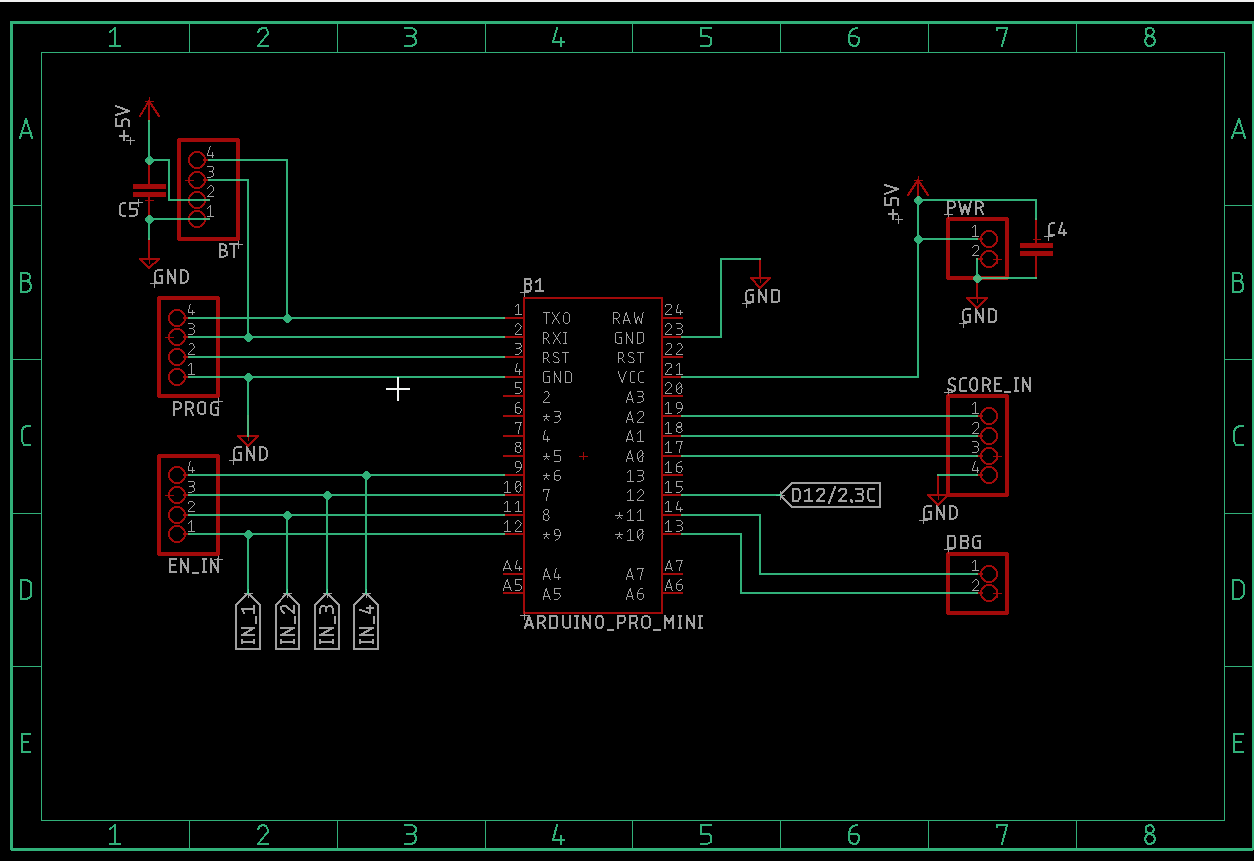 1 2 3 4 5 6 7 8
A A
+5V
4
3
2
1
C5
BT
GND
+5V
PWR
1
2
C4
GND
B B
PROG
4
3
2
1
GND
B1
1 TXO RAW 24
2 RXI GND 23
3 RST RST 22
4 GND VCC 21
5 2 A3 20
6 *3 A2 19
7 4 A1 18
8 *5 A0 17
9 *6 13 16
10 7 12 15
11 8 *11 14
12 *9 *10 13
A4 A4 A7 A7
A5 A5 A6 A6
ARDUINO_PRO_MINI
GND
SCORE_IN
1
2
3
4
GND
C C
D12/2.3C
4
3
2
1
EN_IN
DBG
1
2
D D
IN_1
IN_2
IN_3
IN_4
E E
1 2 3 4 5 6 7 8